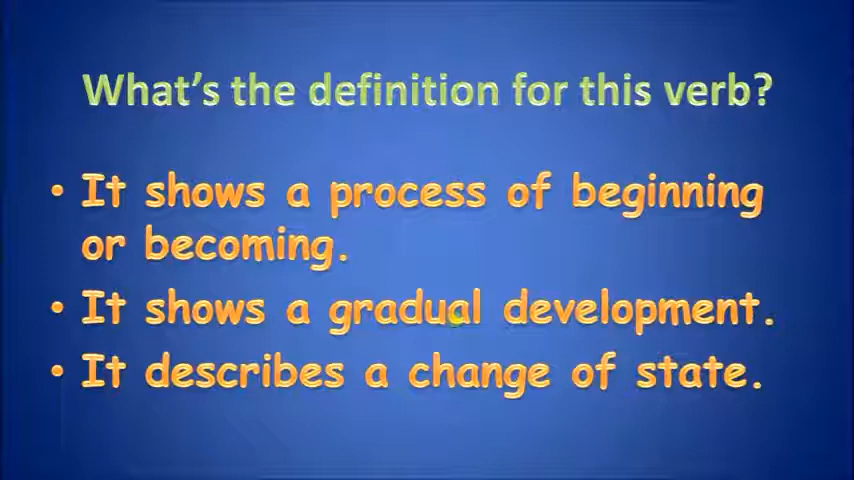 What's the definition for this verb?
• It shows a process of beginning
or becoming.
• It shows a gradual development.
• It describes a change of state.